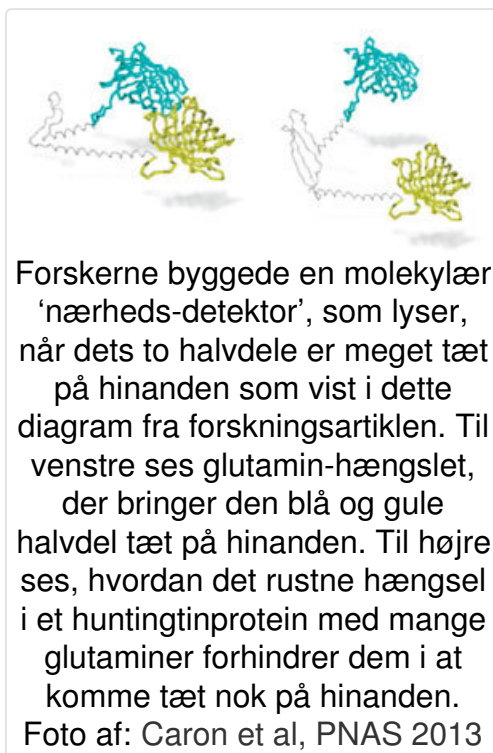 Forskerne byggede en molekylær
‘nærheds-detektor’, som lyser,
når dets to halvdele er meget tæt
på hinanden som vist i dette
diagram fra forskningsartiklen. Til
venstre ses glutamin-hængslet,
der bringer den blå og gule
halvdel tæt på hinanden. Til højre
ses, hvordan det rustne hængsel
i et huntingtinprotein med mange
glutaminer forhindrer dem i at
komme tæt nok på hinanden.
Foto af: Caron et al, PNAS 2013